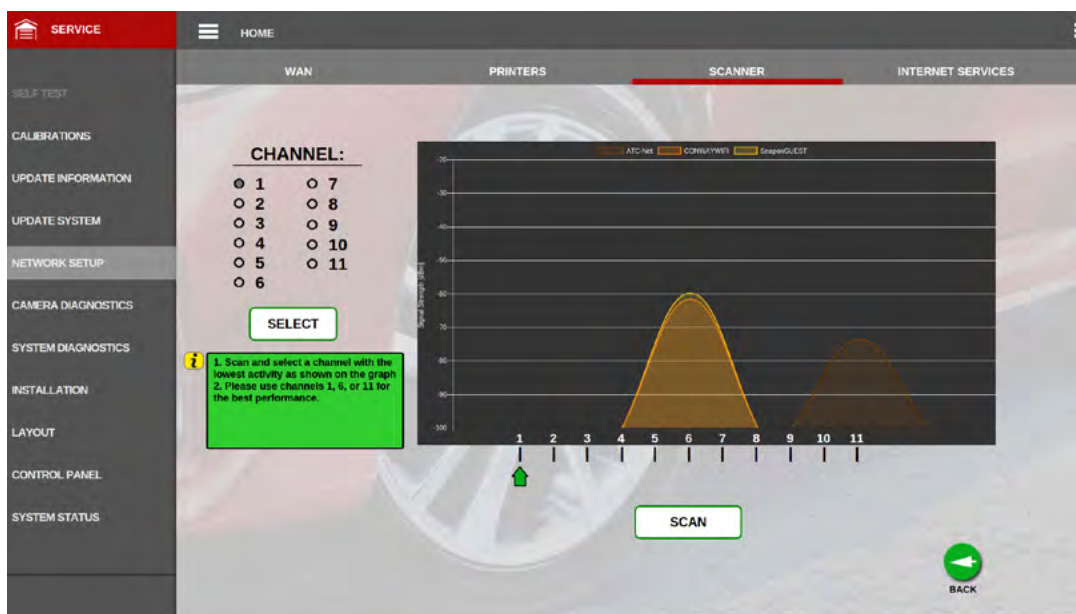 SERVICE
HOME
WAN
PRINTERS
SCANNER
INTERNET SERVICES
SELF TEST
CALIBRATIONS
UPDATE INFORMATION
UPDATE SYSTEM
NETWORK SETUP
CAMERA DIAGNOSTICS
SYSTEM DIAGNOSTICS
INSTALLATION
LAYOUT
CONTROL PANEL
SYSTEM STATUS
CHANNEL:
1 7
2 8
3 9
4 10
5 11
6
SELECT
i
1. Scan and select a channel with the
lowest activity as shown on the graph
2. Please use channels 1, 6, or 11 for
the best performance.
ATC-Net CONWAYWIFI SnaponGUEST
Signal Strength [dBm]
-20
-30
-40
-50
-60
-70
-80
-90
-100
1 2 3 4 5 6 7 8 9 10 11
SCAN
BACK